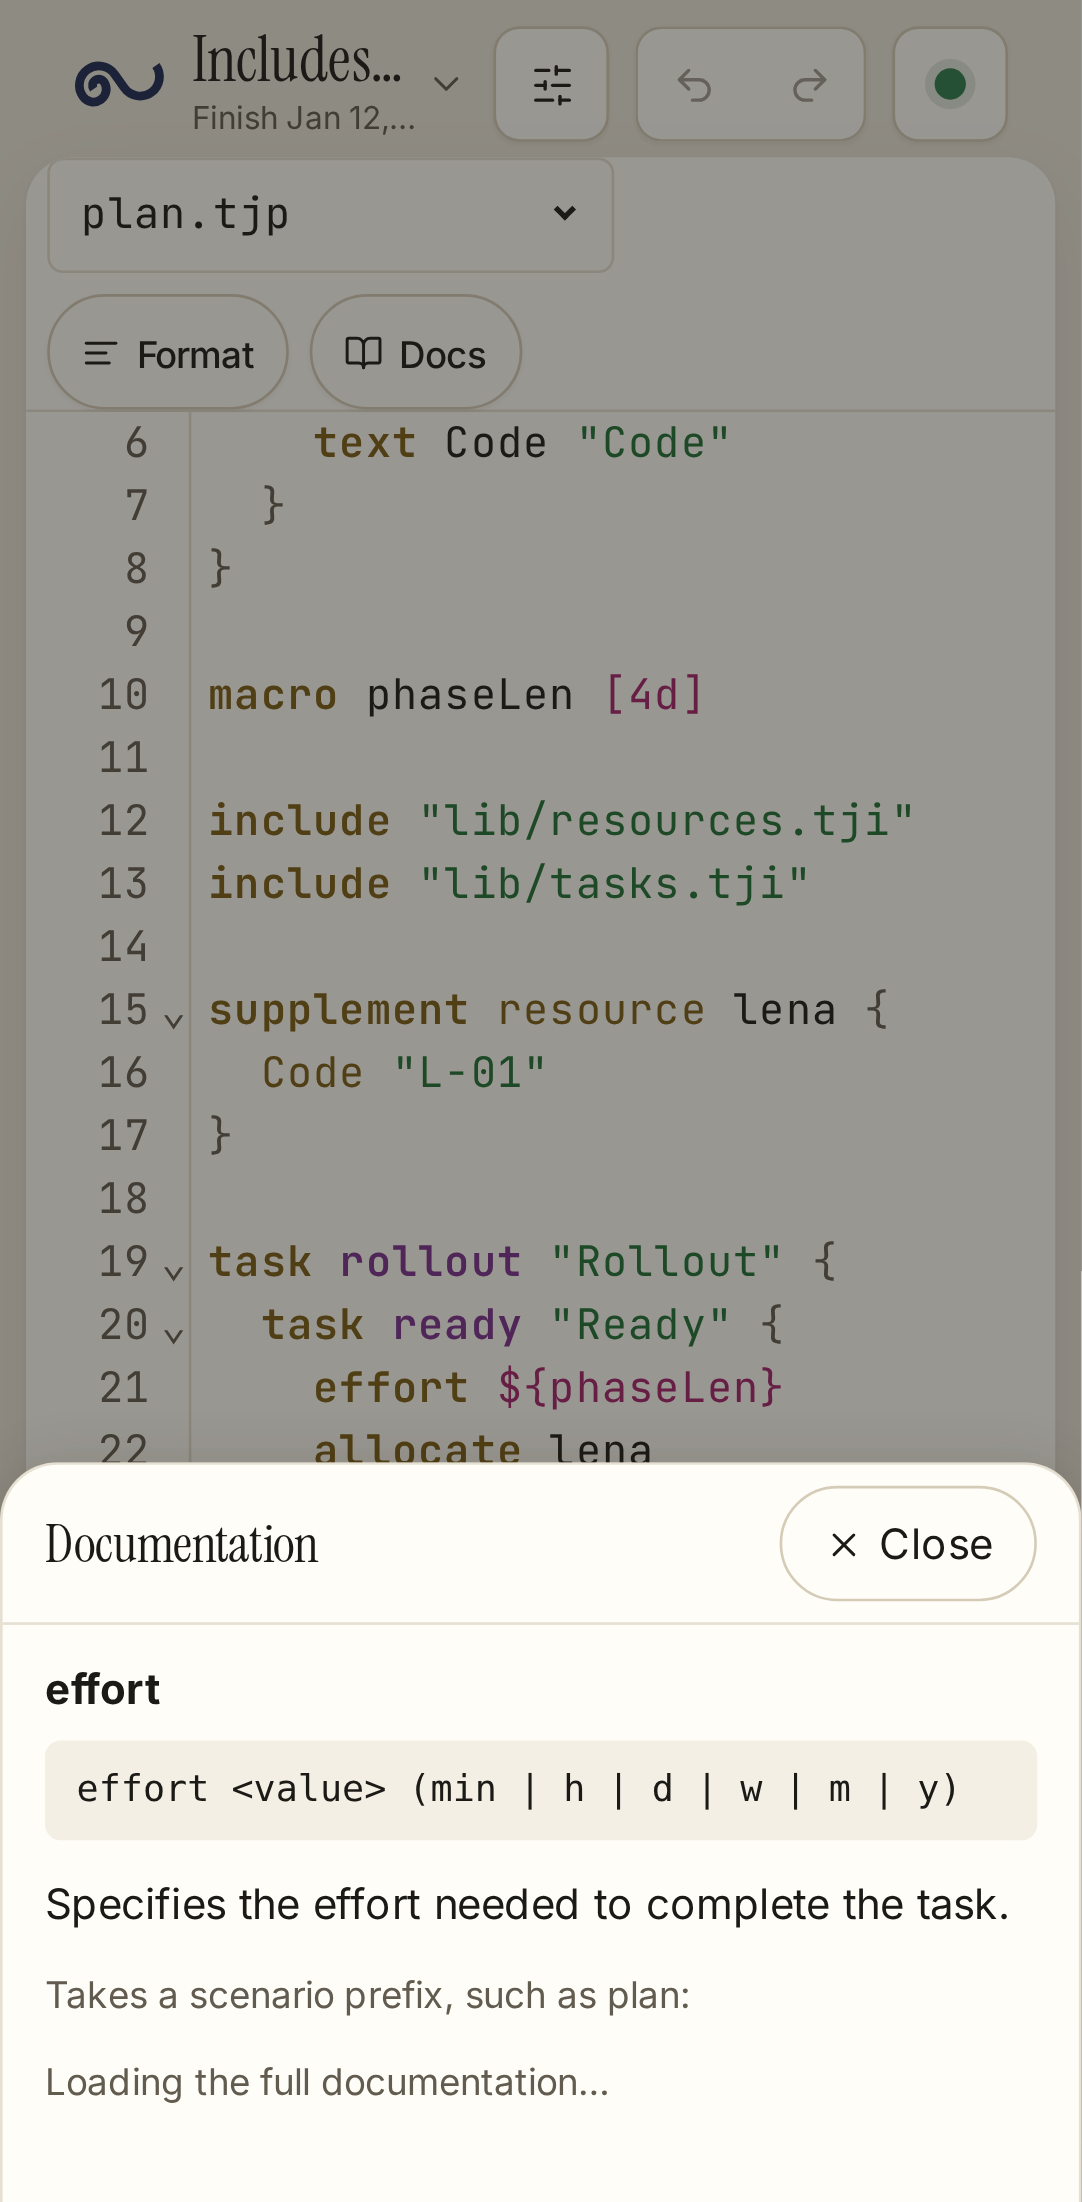 Includes...
Finish Jan 12,...
plan.tjp
Format
Docs
6 text Code "Code"
7 }
8 }
9
10 macro phaseLen [4d]
11
12 include "lib/resources.tji"
13 include "lib/tasks.tji"
14
15 supplement resource lena {
16 Code "L-01"
17 }
18
19 task rollout "Rollout" {
20 task ready "Ready" {
21 effort ${phaseLen}
22 allocate lena
Documentation
Close
effort
effort <value> (min | h | d | w | m | y)
Specifies the effort needed to complete the task.
Takes a scenario prefix, such as plan:
Loading the full documentation...